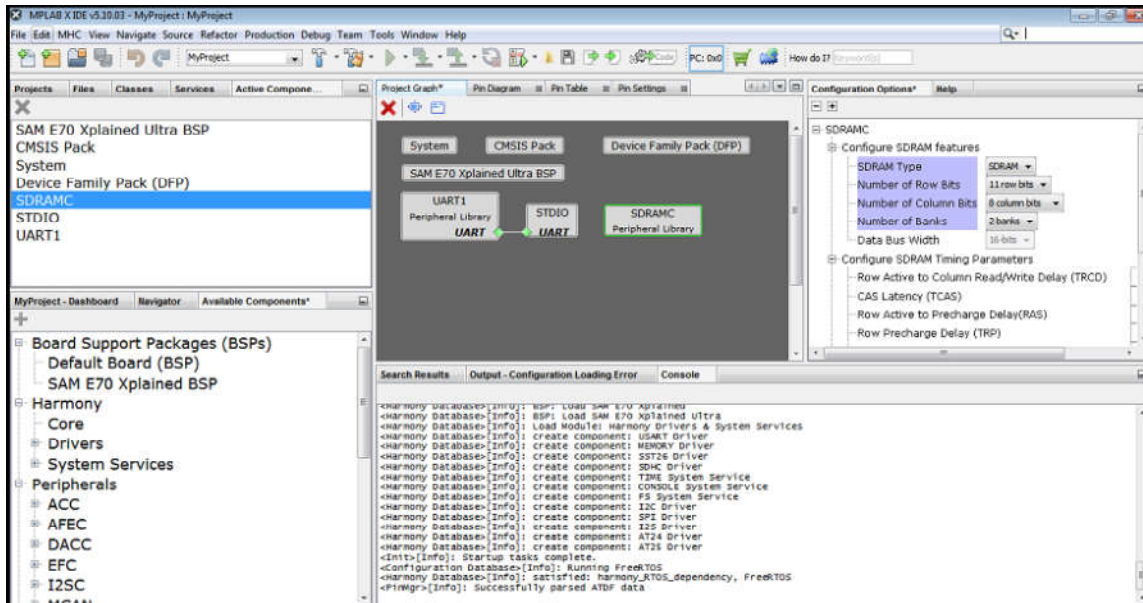 MPLAB X IDE v5.10.03 - MyProject : MyProject
File Edit MHC View Navigate Source Refactor Production Debug Team Tools Window Help
MyProject
PC: 0x0
How do I?
Projects Files Classes Services Active Compone...
SAM E70 Xplained Ultra BSP
CMSIS Pack
System
Device Family Pack (DFP)
SDRAMC
STDIO
UART1
MyProject - Dashboard Navigator Available Components*
Board Support Packages (BSPs)
Default Board (BSP)
SAM E70 Xplained BSP
Harmony
Core
Drivers
System Services
Peripherals
ACC
AFEC
DACC
EFC
I2SC
MCAN
Project Graph* Pin Diagram Pin Table Pin Settings
System CMSIS Pack Device Family Pack (DFP)
SAM E70 Xplained Ultra BSP
UART1
Peripheral Library
UART
STDIO
UART
SDRAMC
Peripheral Library
Configuration Options* Help
SDRAMC
Configure SDRAM features
SDRAM Type SDRAM
Number of Row Bits 11 row bits
Number of Column Bits 8 column bits
Number of Banks 2 banks
Data Bus Width 16-bits
Configure SDRAM Timing Parameters
Row Active to Column Read/Write Delay (TRCD)
CAS Latency (TCAS)
Row Active to Precharge Delay(RAS)
Row Precharge Delay (TRP)
Search Results Output - Configuration Loading Error Console
<Harmony Database>[Info]: BSP: Load SAM E70 Xplained
<Harmony Database>[Info]: BSP: Load SAM E70 Xplained Ultra
<Harmony Database>[Info]: Load Module: Harmony Drivers & System Services
<Harmony Database>[Info]: create component: USART Driver
<Harmony Database>[Info]: create component: MEMORY Driver
<Harmony Database>[Info]: create component: SST26 Driver
<Harmony Database>[Info]: create component: SDHC Driver
<Harmony Database>[Info]: create component: TIME System Service
<Harmony Database>[Info]: create component: CONSOLE System Service
<Harmony Database>[Info]: create component: FS System Service
<Harmony Database>[Info]: create component: I2C Driver
<Harmony Database>[Info]: create component: SPI Driver
<Harmony Database>[Info]: create component: I2S Driver
<Harmony Database>[Info]: create component: AT24 Driver
<Harmony Database>[Info]: create component: AT25 Driver
<Init>[Info]: Startup tasks complete.
<Configuration Database>[Info]: Running FreeRTOS
<Harmony Database>[Info]: satisfied: harmony_RTOS_dependency, FreeRTOS
<PinMgr>[Info]: Successfully parsed ATDF data